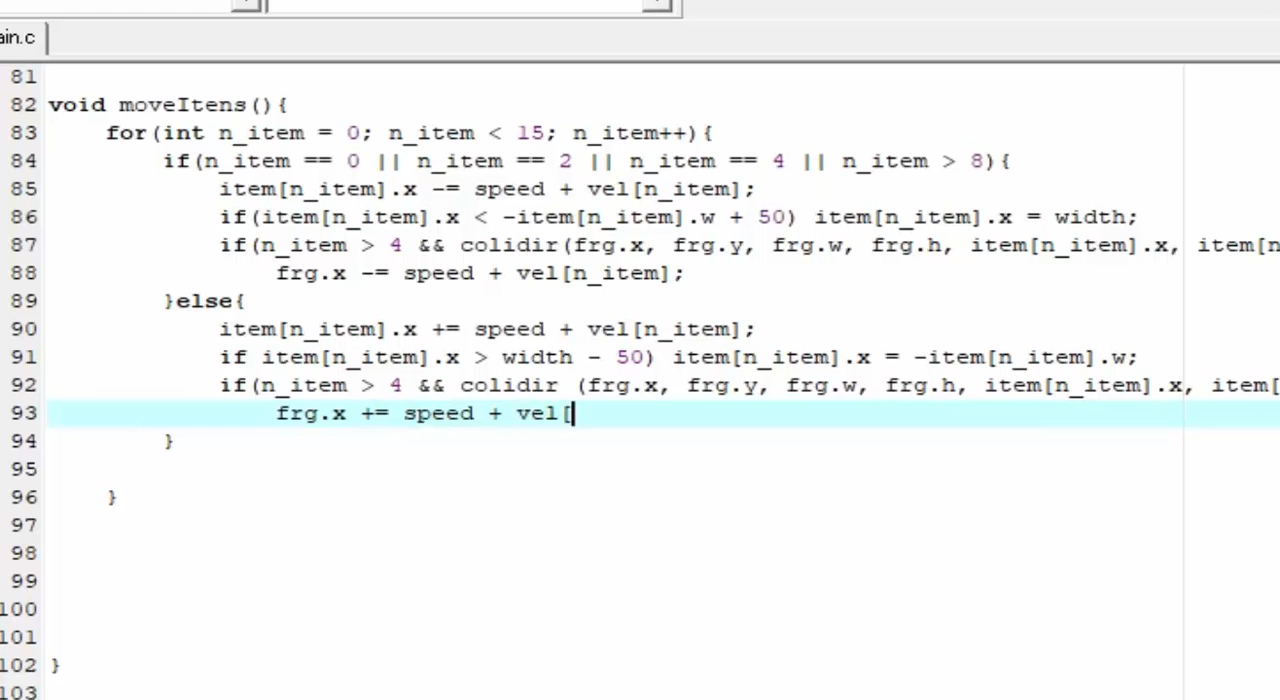 ain.c
81
82 void moveItens(){
83 for(int n_item = 0; n_item < 15; n_item++){
84 if(n_item == 0 || n_item == 2 || n_item == 4 || n_item > 8){
85 item[n_item].x -= speed + vel[n_item];
86 if(item[n_item].x < -item[n_item].w + 50) item[n_item].x = width;
87 if(n_item > 4 && colidir(frg.x, frg.y, frg.w, frg.h, item[n_item].x, item[n
88 frg.x -= speed + vel[n_item];
89 }else{
90 item[n_item].x += speed + vel[n_item];
91 if item[n_item].x > width - 50) item[n_item].x = -item[n_item].w;
92 if(n_item > 4 && colidir (frg.x, frg.y, frg.w, frg.h, item[n_item].x, item[
93 frg.x += speed + vel[
94 }
95
96 }
97
98
99
100
101
102 }
103